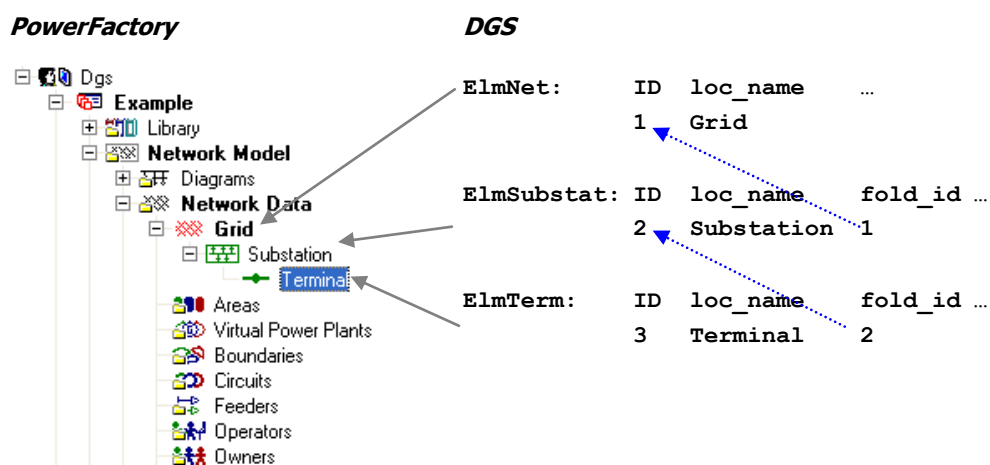 PowerFactory
Dgs
Example
Library
Network Model
Diagrams
Network Data
Grid
Substation
Terminal
Areas
Virtual Power Plants
Boundaries
Circuits
Feeders
Operators
Owners
DGS
ElmNet: ID loc_name …
1 Grid
ElmSubstat: ID loc_name fold_id …
2 Substation 1
ElmTerm: ID loc_name fold_id …
3 Terminal 2